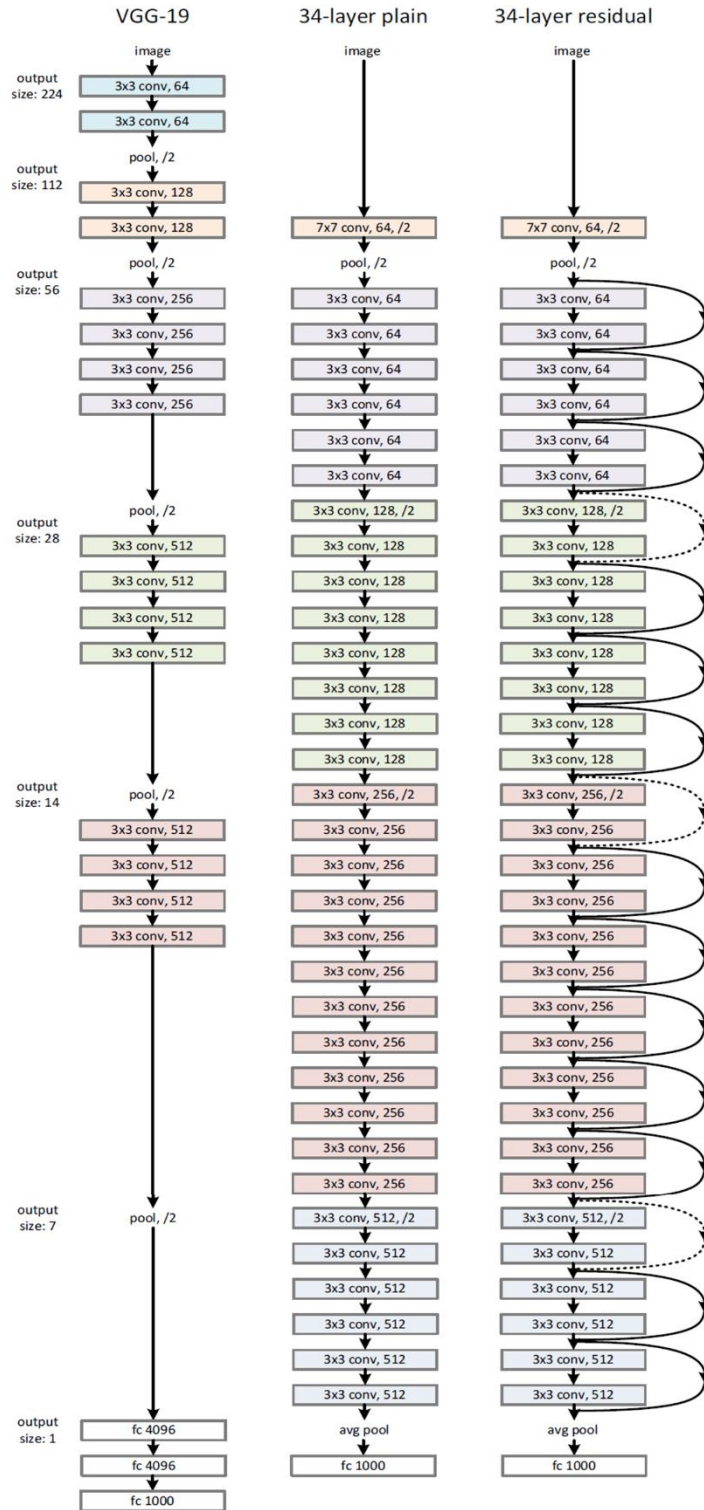 VGG-19
image
output
size: 224
3x3 conv, 64
3x3 conv, 64
pool, /2
output
size: 112
3x3 conv, 128
3x3 conv, 128
pool, /2
output
size: 56
3x3 conv, 256
3x3 conv, 256
3x3 conv, 256
3x3 conv, 256
pool, /2
output
size: 28
3x3 conv, 512
3x3 conv, 512
3x3 conv, 512
3x3 conv, 512
pool, /2
output
size: 14
3x3 conv, 512
3x3 conv, 512
3x3 conv, 512
3x3 conv, 512
output
size: 7
pool, /2
output
size: 1
fc 4096
fc 4096
fc 1000
34-layer plain
image
7x7 conv, 64, /2
pool, /2
3x3 conv, 64
3x3 conv, 64
3x3 conv, 64
3x3 conv, 64
3x3 conv, 64
3x3 conv, 64
3x3 conv, 128, /2
3x3 conv, 128
3x3 conv, 128
3x3 conv, 128
3x3 conv, 128
3x3 conv, 128
3x3 conv, 128
3x3 conv, 128
3x3 conv, 256, /2
3x3 conv, 256
3x3 conv, 256
3x3 conv, 256
3x3 conv, 256
3x3 conv, 256
3x3 conv, 256
3x3 conv, 256
3x3 conv, 256
3x3 conv, 256
3x3 conv, 256
3x3 conv, 256
3x3 conv, 512, /2
3x3 conv, 512
3x3 conv, 512
3x3 conv, 512
3x3 conv, 512
3x3 conv, 512
avg pool
fc 1000
34-layer residual
image
7x7 conv, 64, /2
pool, /2
3x3 conv, 64
3x3 conv, 64
3x3 conv, 64
3x3 conv, 64
3x3 conv, 64
3x3 conv, 64
3x3 conv, 128, /2
3x3 conv, 128
3x3 conv, 128
3x3 conv, 128
3x3 conv, 128
3x3 conv, 128
3x3 conv, 128
3x3 conv, 128
3x3 conv, 256, /2
3x3 conv, 256
3x3 conv, 256
3x3 conv, 256
3x3 conv, 256
3x3 conv, 256
3x3 conv, 256
3x3 conv, 256
3x3 conv, 256
3x3 conv, 256
3x3 conv, 256
3x3 conv, 256
3x3 conv, 512, /2
3x3 conv, 512
3x3 conv, 512
3x3 conv, 512
3x3 conv, 512
3x3 conv, 512
avg pool
fc 1000